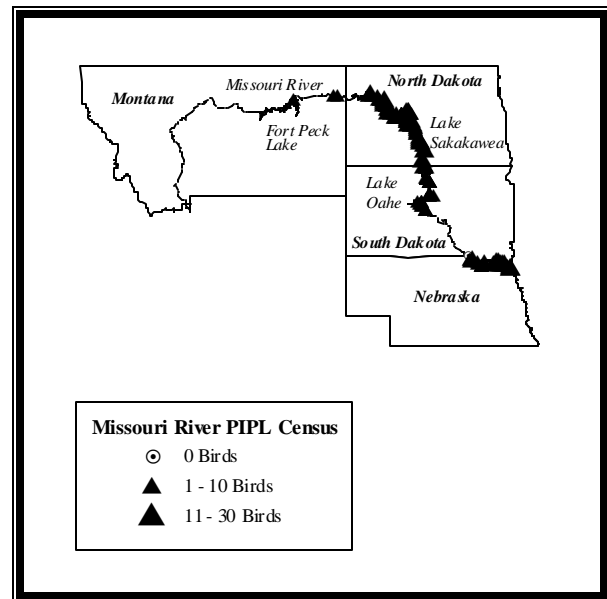 Montana
Missouri River
North Dakota
Fort Peck
Lake
Lake
Sakakawea
Lake
Oahe
South Dakota
Nebraska
Missouri River PIPL Census
0 Birds
1 - 10 Birds
11 - 30 Birds